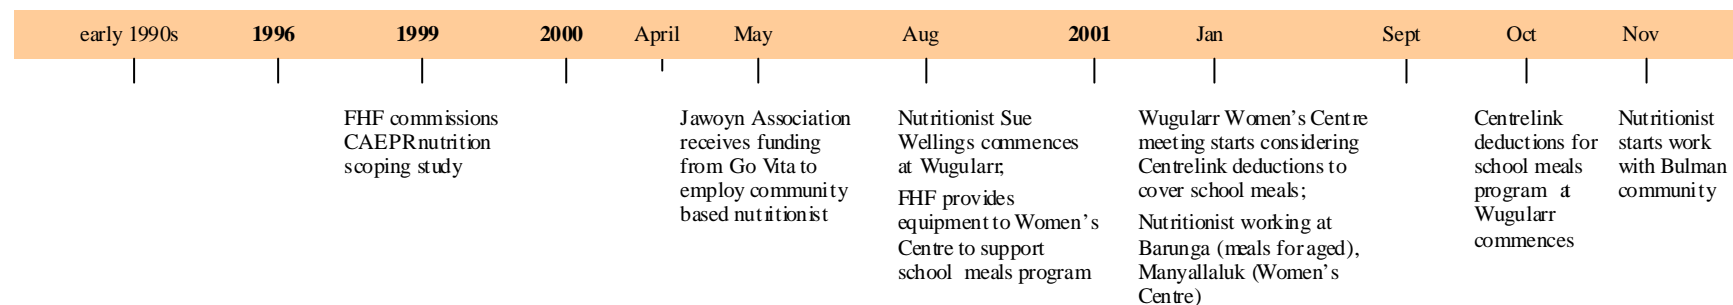 early 1990s 1996 1999 2000 April May Aug 2001 Jan Sept Oct Nov
FHF commissions
CAEPR nutrition
scoping study
Jawoyn Association
receives funding
from Go Vita to
employ community
based nutritionist
Nutritionist Sue
Wellings commences
at Wugularr;
FHF provides
equipment to Women's
Centre to support
school meals program
Wugularr Women's Centre
meeting starts considering
Centrelink deductions to
cover school meals;
Nutritionist working at
Barunga (meals for aged),
Manyallaluk (Women's
Centre)
Centrelink
deductions for
school meals
program at
Wugularr
commences
Nutritionist
starts work
with Bulman
community